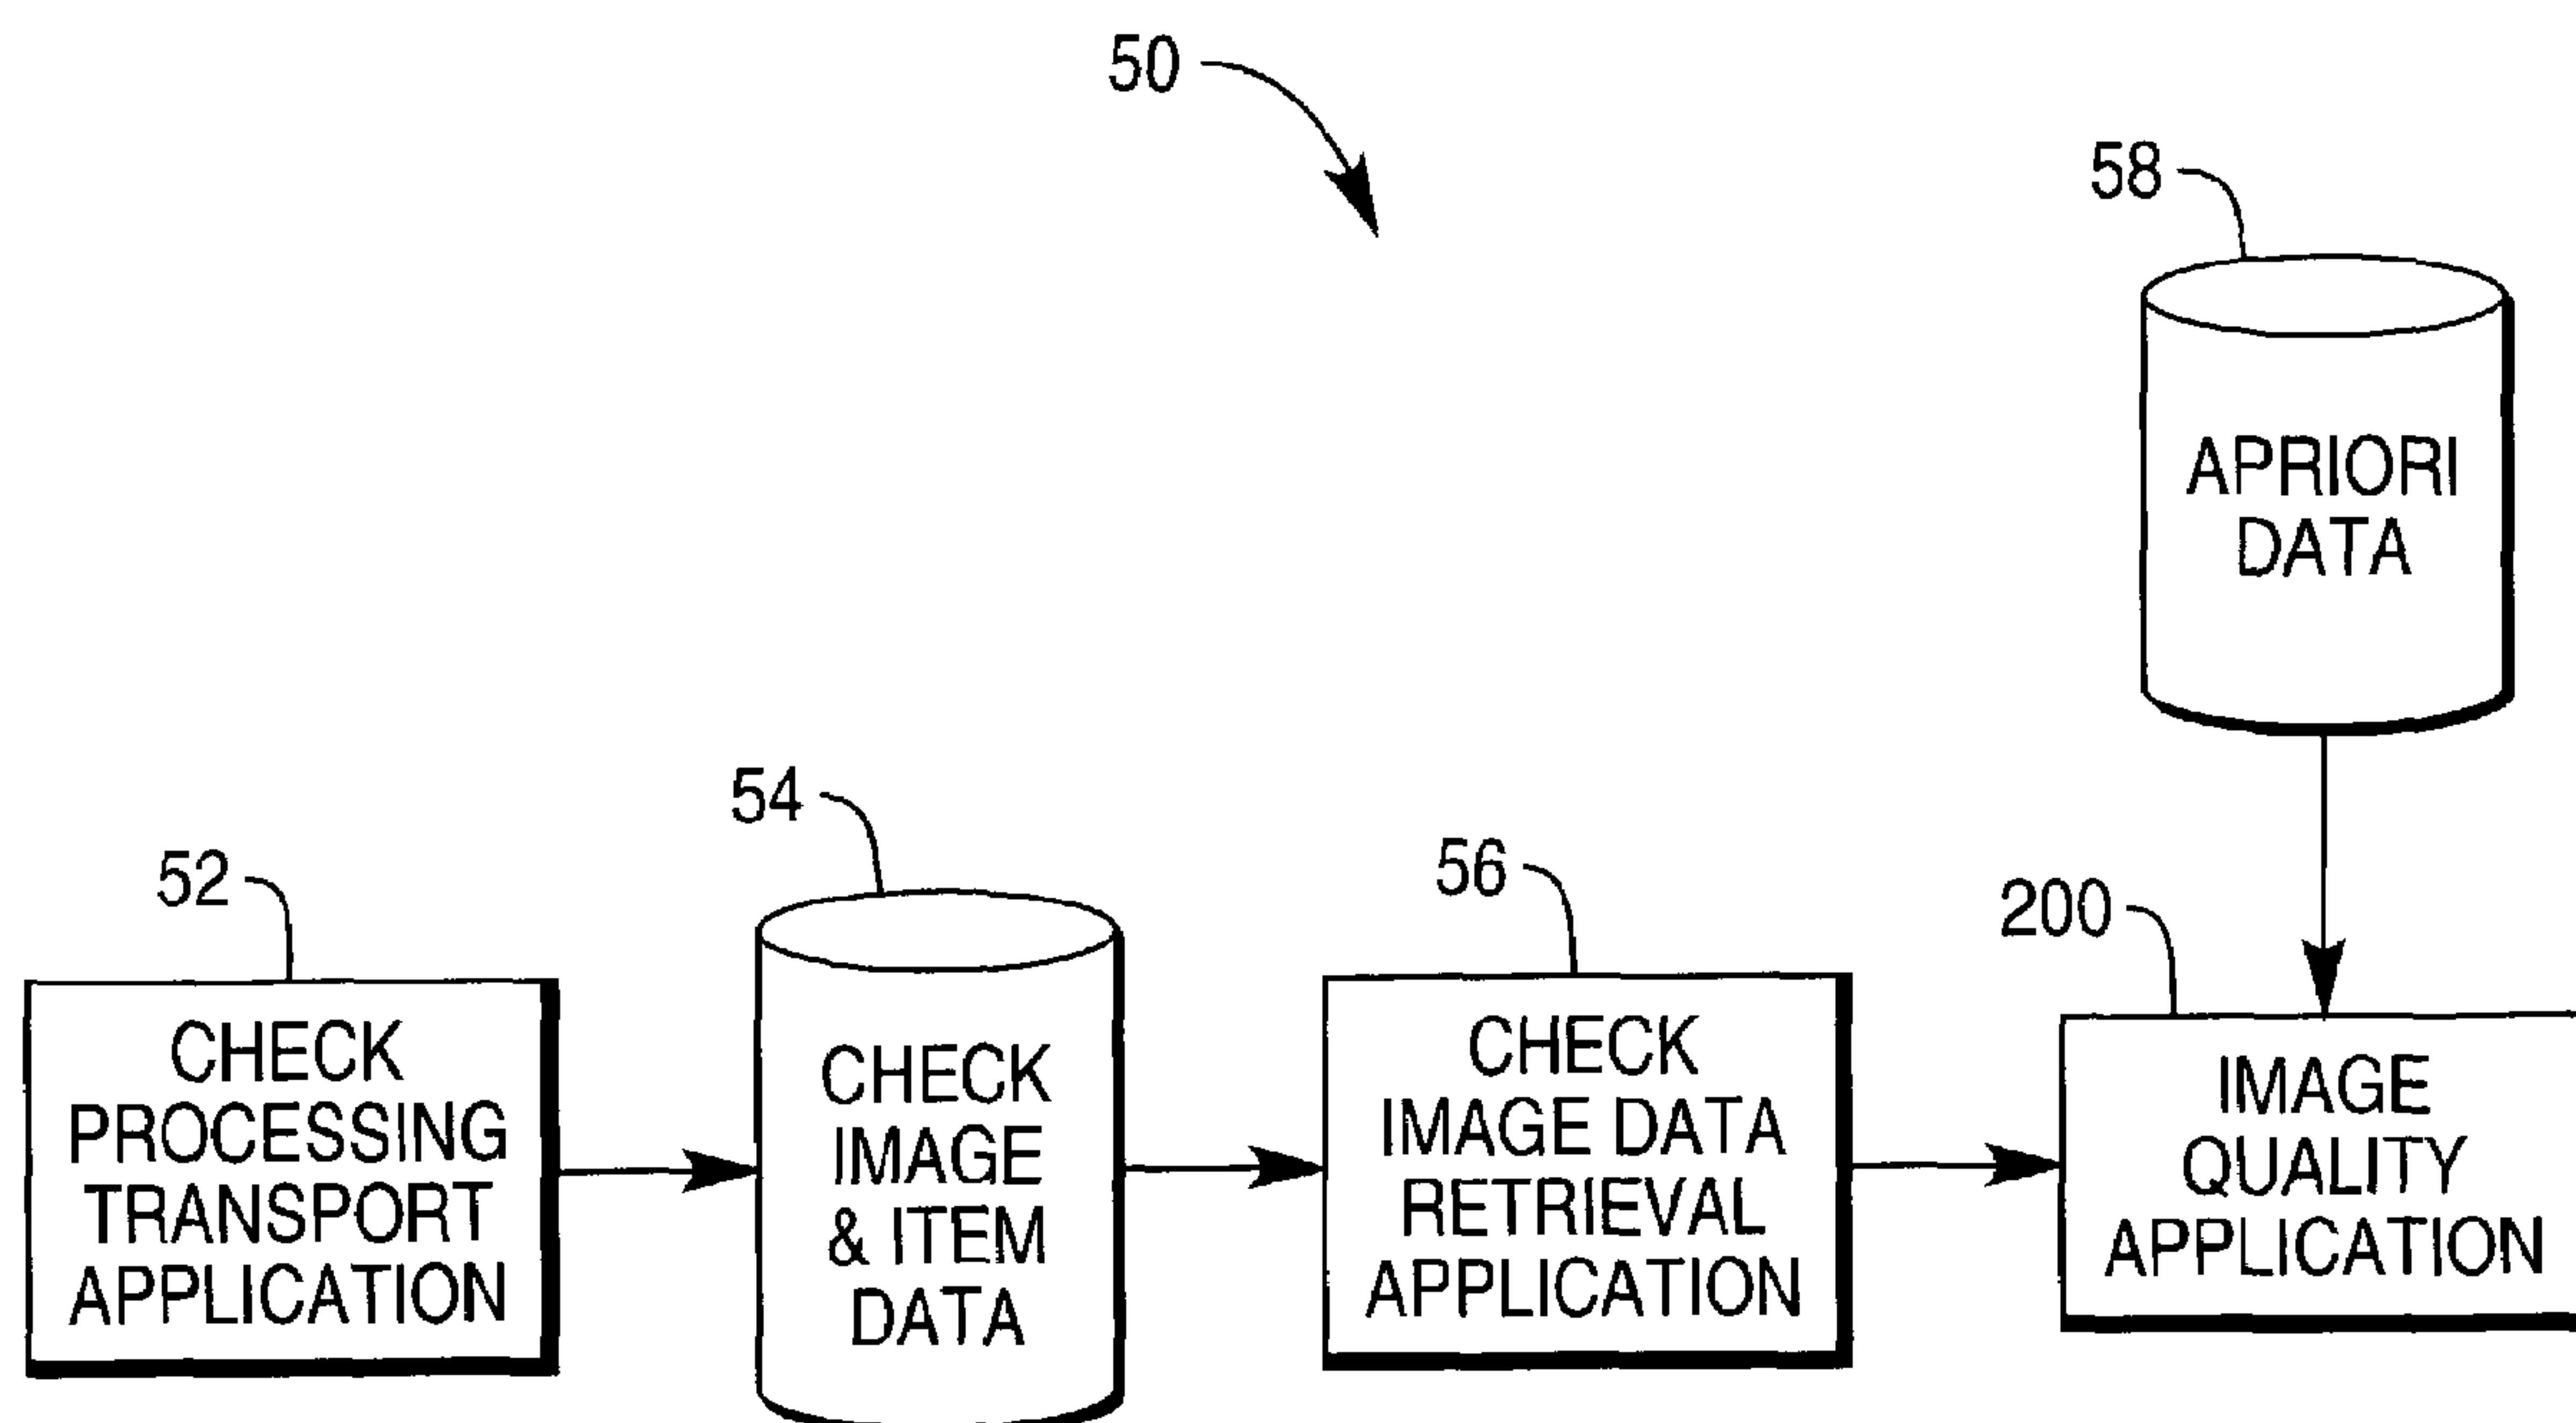 50
58
APRIORI
DATA
54
52
56
200
CHECK
PROCESSING
TRANSPORT
APPLICATION
CHECK
IMAGE
& ITEM
DATA
CHECK
IMAGE DATA
RETRIEVAL
APPLICATION
IMAGE
QUALITY
APPLICATION